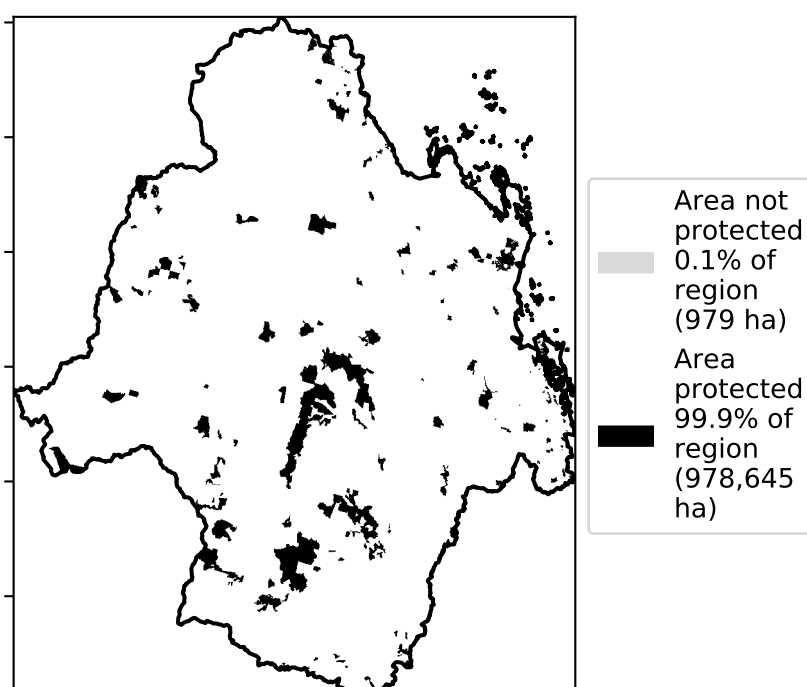 Area not
protected
0.1% of
region
(979 ha)
Area
protected
99.9% of
region
(978,645
ha)